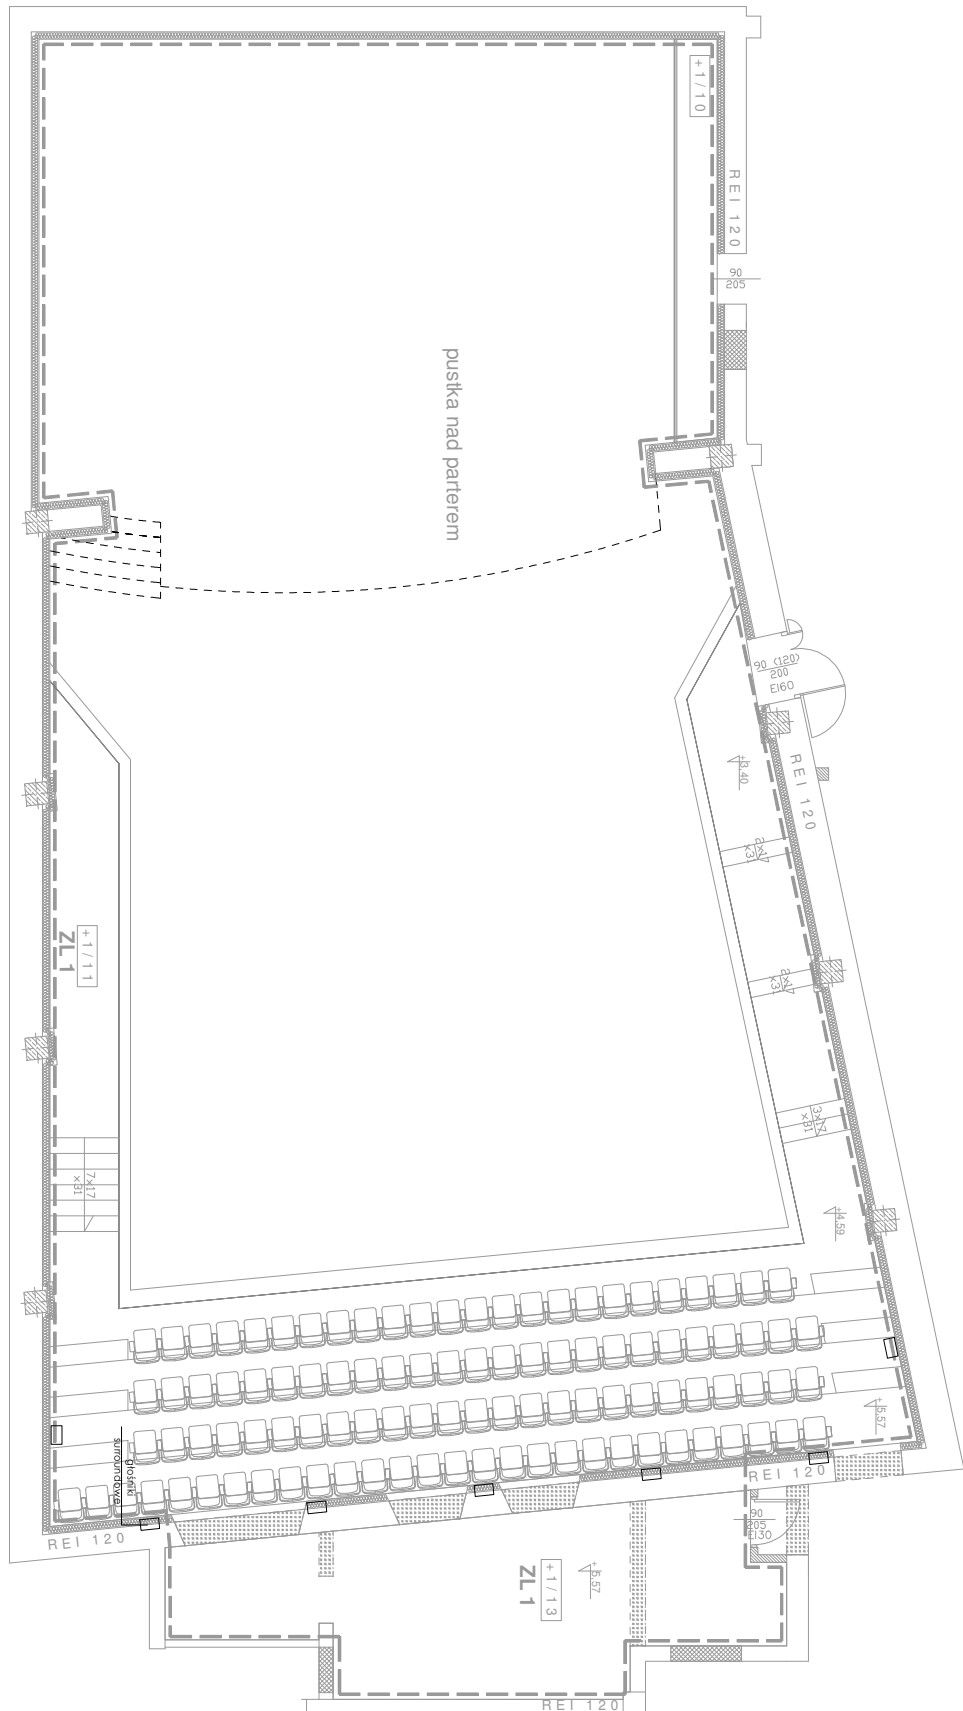 +1/10
REI 120
90
205
pustka nad parterem
90 (120)
200
EI60
+3,40
REI 120
2x17
x31
+1/11
ZL 1
2x17
x31
3x17
x31
7x17
x31
+4,59
+5,57
głośniki
surroundowe
REI 120
REI 120
90
205
EI30
+1/13
ZL 1
+5,57
REI 120